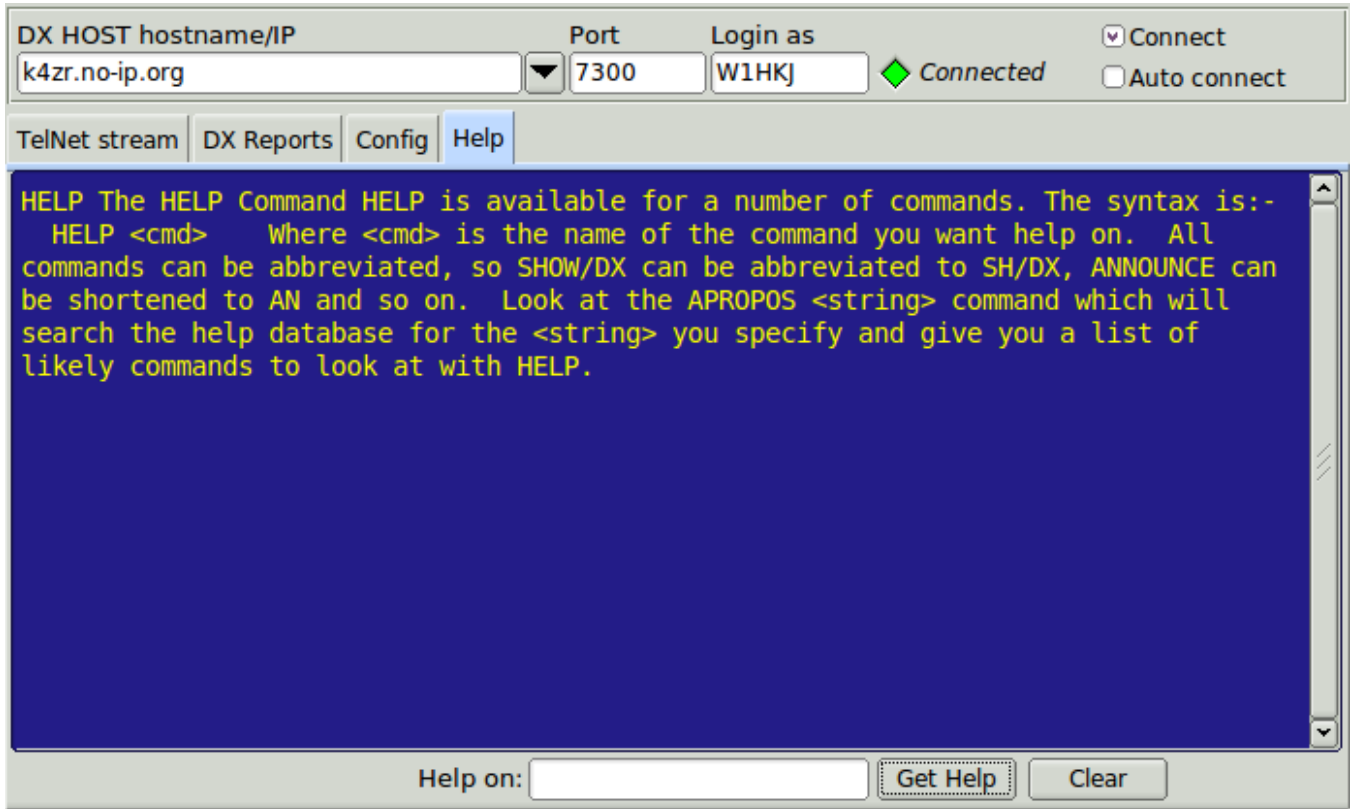 DX HOST hostname/IP Port Login as Connect
k4zr.no-ip.org 7300 W1HKJ Connected Auto connect
TelNet stream DX Reports Config Help
HELP The HELP Command HELP is available for a number of commands. The syntax is:-
HELP <cmd> Where <cmd> is the name of the command you want help on. All
commands can be abbreviated, so SHOW/DX can be abbreviated to SH/DX, ANNOUNCE can
be shortened to AN and so on. Look at the APROPOS <string> command which will
search the help database for the <string> you specify and give you a list of
likely commands to look at with HELP.
Help on: Get Help Clear